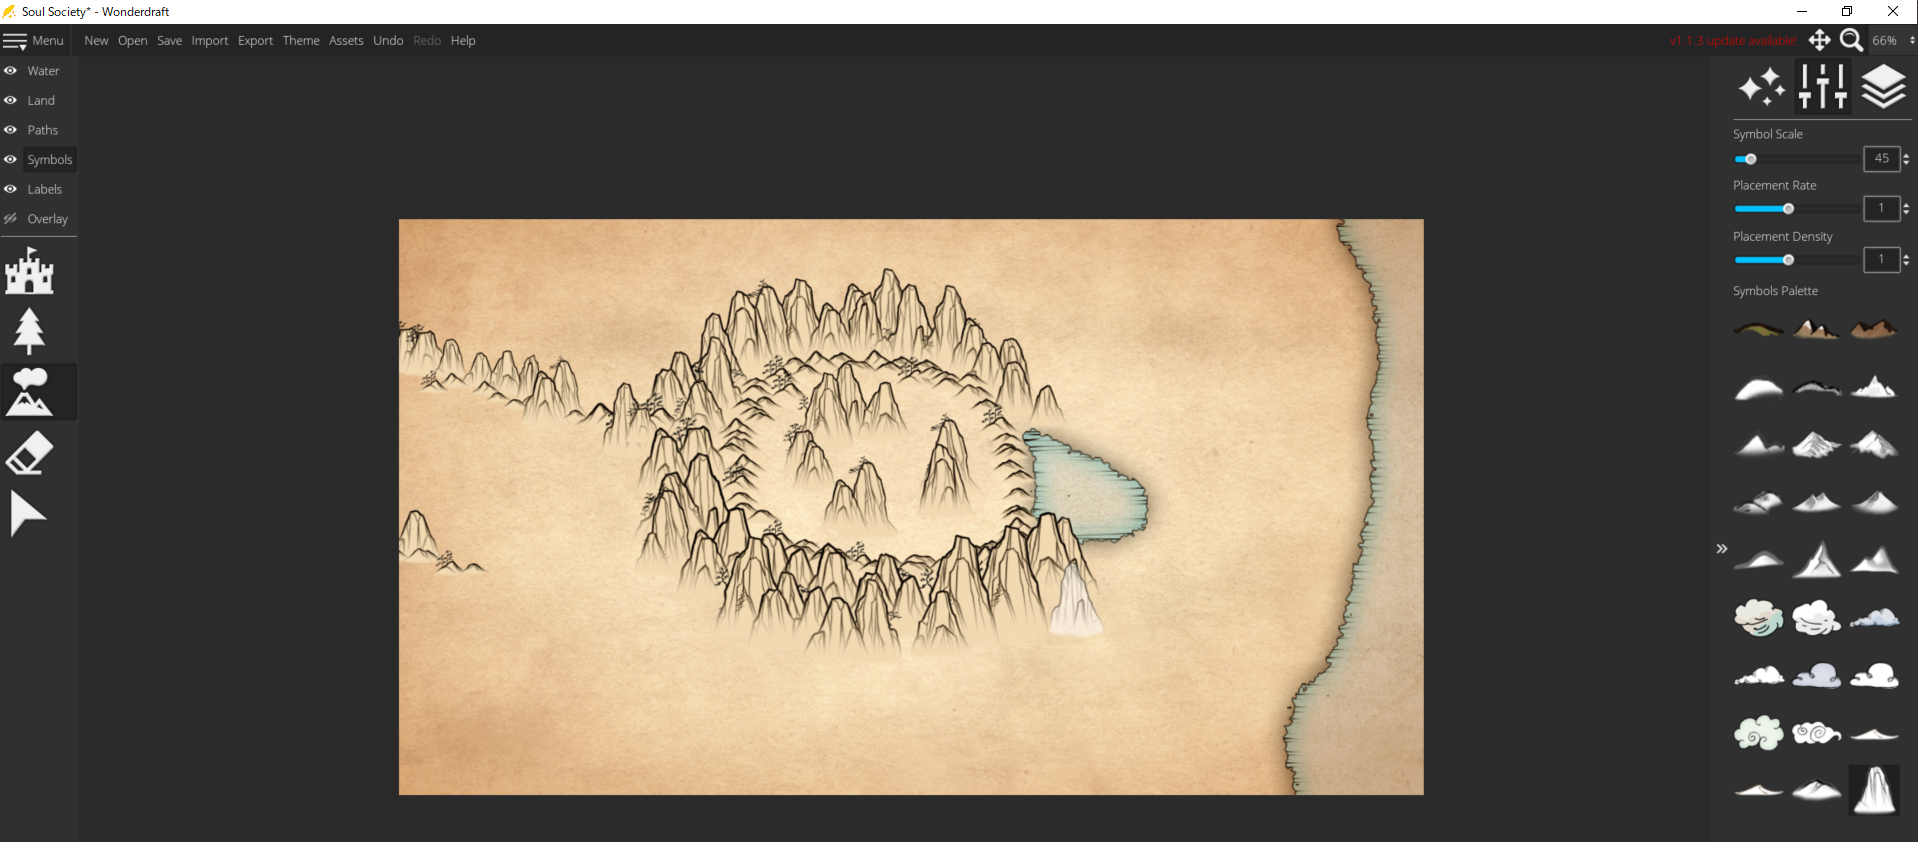 Soul Society* - Wonderdraft
Menu New Open Save Import Export Theme Assets Undo Redo Help v1.1.3 update available! 66%
Water
Land
Paths
Symbols
Labels
Overlay
Symbol Scale
45
Placement Rate
1
Placement Density
1
Symbols Palette